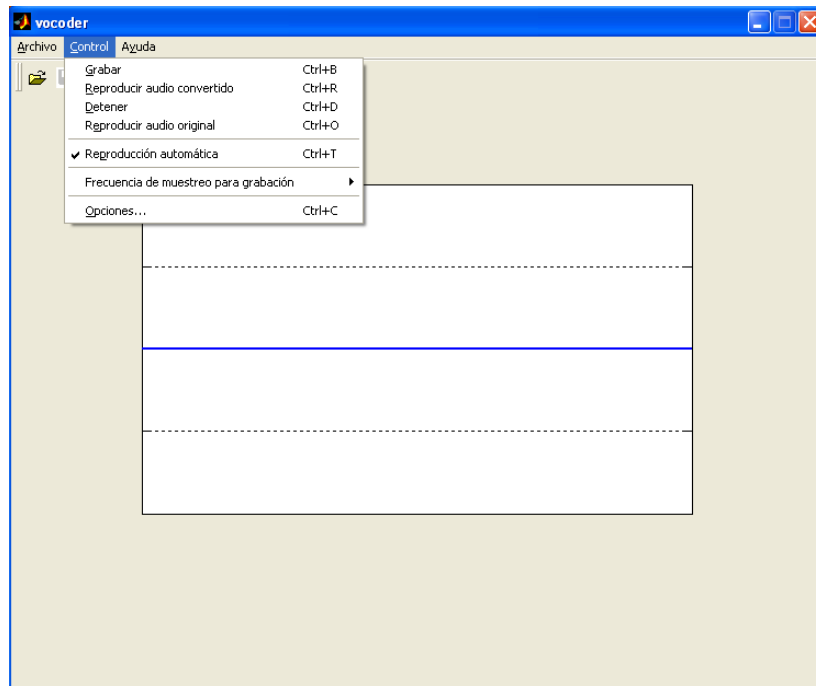 vocoder
Archivo Control Ayuda
Grabar Ctrl+B
Reproducir audio convertido Ctrl+R
Detener Ctrl+D
Reproducir audio original Ctrl+O
Reproducción automática Ctrl+T
Frecuencia de muestreo para grabación
Opciones... Ctrl+C